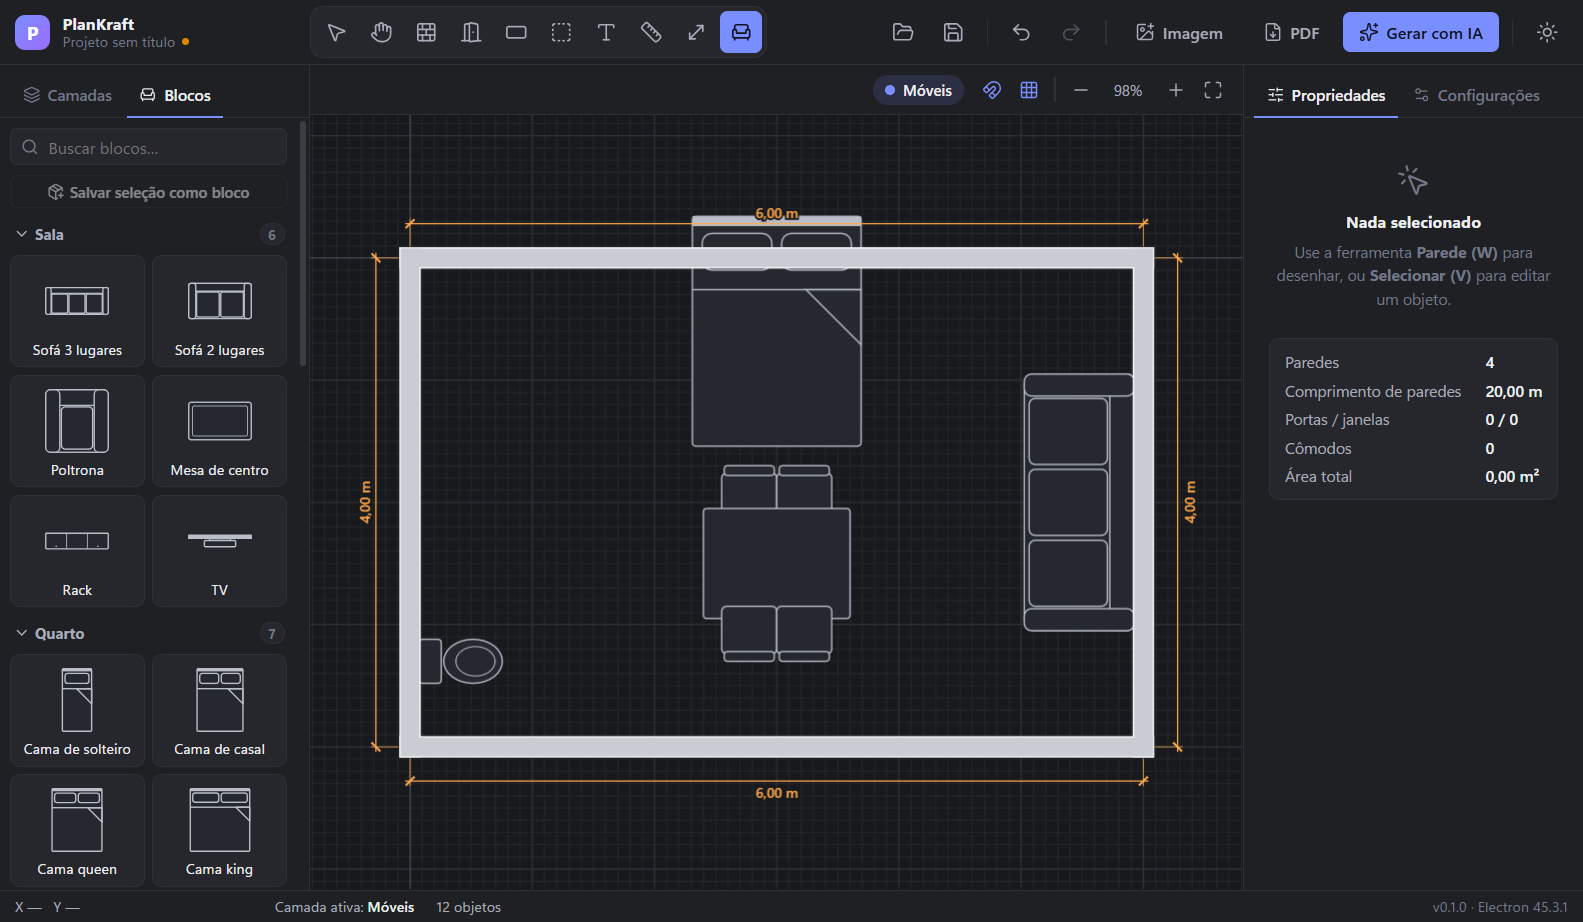 P
PlanKraft
Projeto sem título
Imagem
PDF
Gerar com IA
Camadas
Blocos
Móveis
98%
Propriedades
Configurações
Buscar blocos...
Salvar seleção como bloco
Sala
6
Sofá 3 lugares
Sofá 2 lugares
Poltrona
Mesa de centro
Rack
TV
Quarto
7
Cama de solteiro
Cama de casal
Cama queen
Cama king
6,00 m
4,00 m
4,00 m
6,00 m
Nada selecionado
Use a ferramenta Parede (W) para
desenhar, ou Selecionar (V) para editar
um objeto.
Paredes 4
Comprimento de paredes 20,00 m
Portas / janelas 0 / 0
Cômodos 0
Área total 0,00 m²
X — Y —
Camada ativa: Móveis
12 objetos
v0.1.0 · Electron 45.3.1